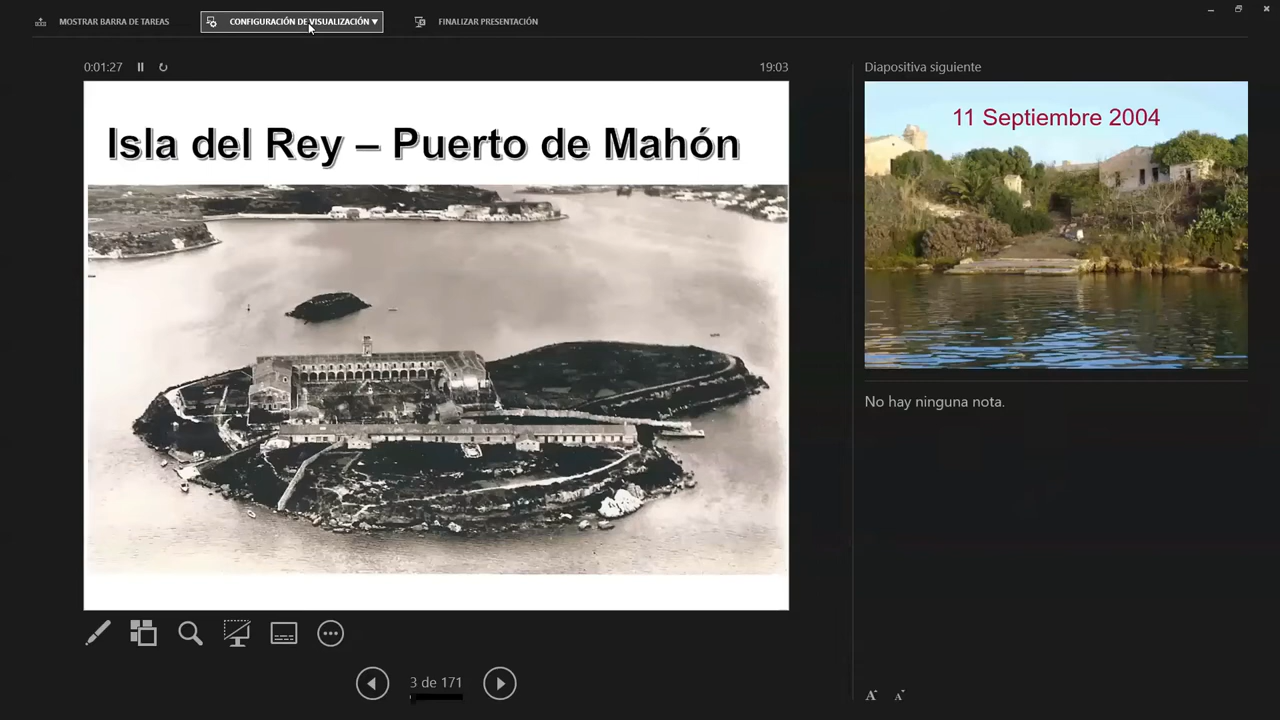 MOSTRAR BARRA DE TAREAS
CONFIGURACIÓN DE VISUALIZACIÓN ▼
FINALIZAR PRESENTACIÓN
0:01:27
19:03
Isla del Rey – Puerto de Mahón
Diapositiva siguiente
11 Septiembre 2004
No hay ninguna nota.
3 de 171
A A